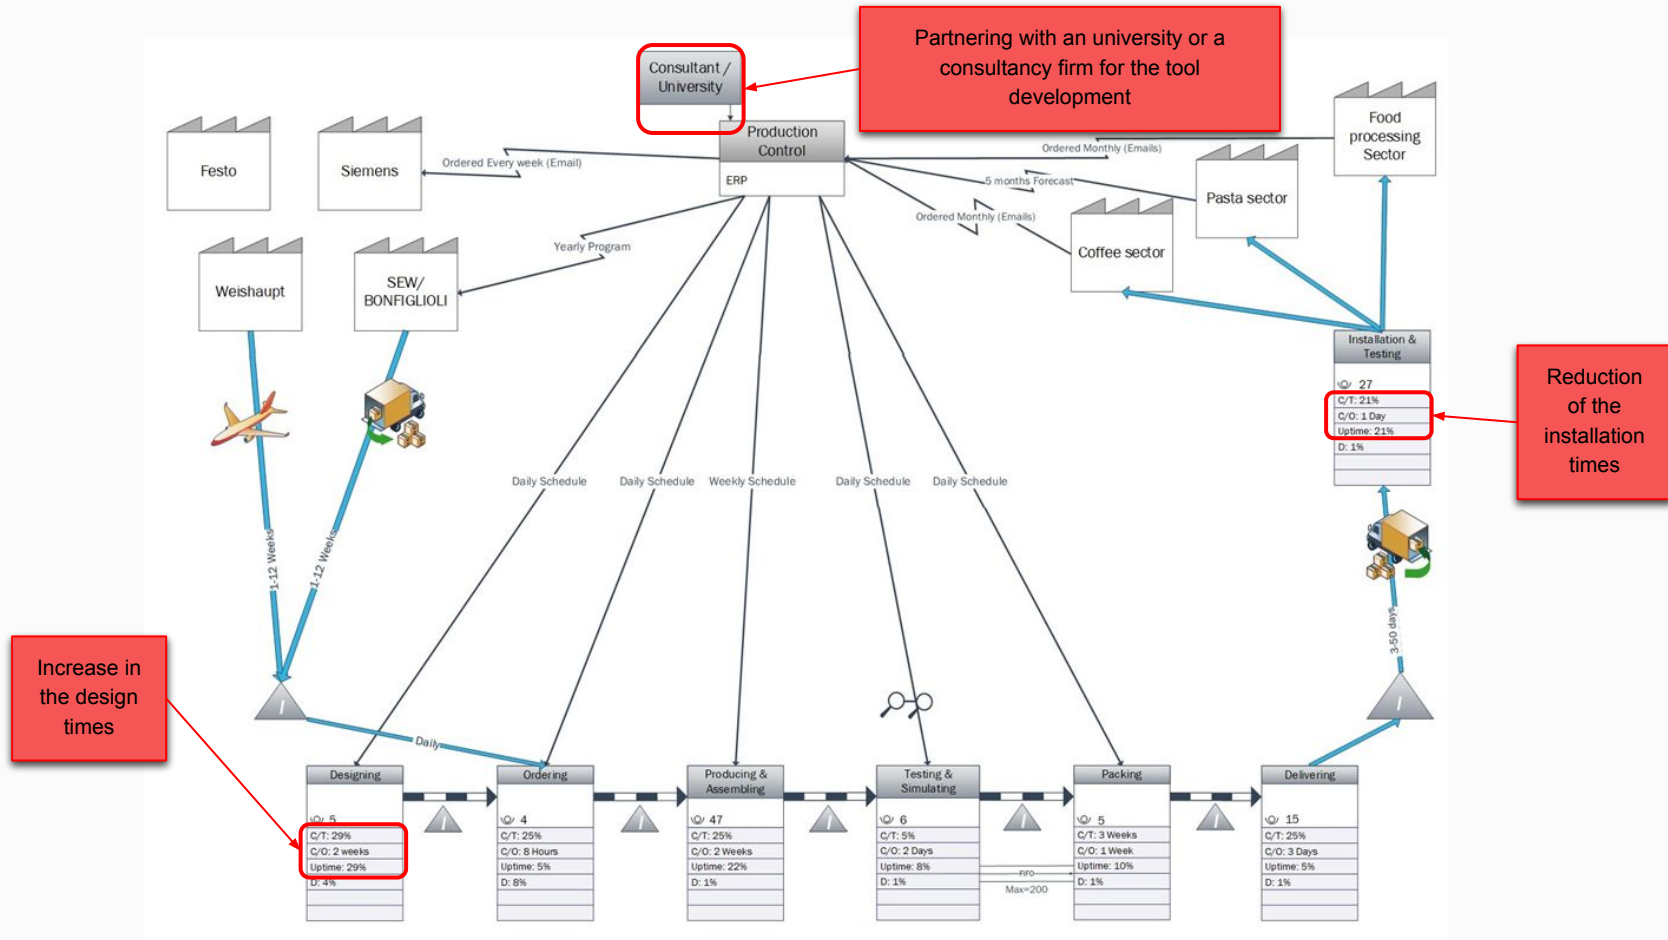 Partnering with an university or a
consultancy firm for the tool
development
Consultant /
University
Production
Control
ERP
Festo
Siemens
Ordered Every week (Email)
Weishaupt
SEW/
BONFIGLIOLI
Yearly Program
Ordered Monthly (Emails)
5 months Forecast
Ordered Monthly (Emails)
Food
processing
Sector
Pasta sector
Coffee sector
Installation &
Testing
27
C/T: 21%
C/O: 1 Day
Uptime: 21%
D: 1%
Reduction
of the
installation
times
Daily Schedule
Daily Schedule
Weekly Schedule
Daily Schedule
Daily Schedule
1-12 Weeks
1-12 Weeks
3-50 days
Increase in
the design
times
I
I
Daily
Designing
5
C/T: 29%
C/O: 2 weeks
Uptime: 29%
D: 4%
I
Ordering
4
C/T: 25%
C/O: 8 Hours
Uptime: 5%
D: 8%
I
Producing &
Assembling
47
C/T: 25%
C/O: 2 Weeks
Uptime: 22%
D: 1%
I
Testing &
Simulating
6
C/T: 5%
C/O: 2 Days
Uptime: 8%
D: 1%
I
FIFO
Max=200
Packing
5
C/T: 3 Weeks
C/O: 1 Week
Uptime: 10%
D: 1%
I
Delivering
15
C/T: 25%
C/O: 3 Days
Uptime: 5%
D: 1%